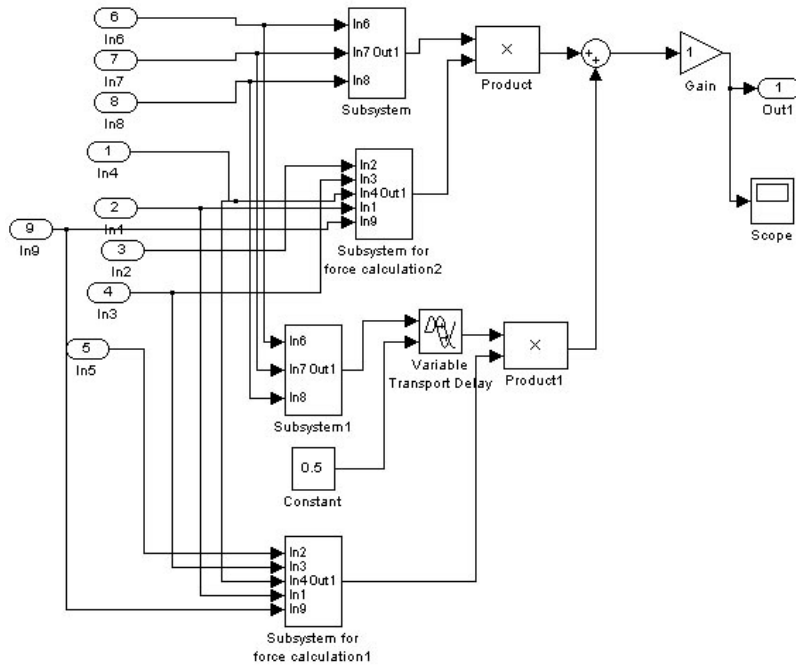 6
In6
7
In7
8
In8
1
In4
2
In1
9
In9
3
In2
4
In3
5
In5
In6
In7 Out1
In8
Subsystem
×
Product
++
1
Gain
1
Out1
Scope
In2
In3
In4 Out1
In1
In9
Subsystem for
force calculation2
In6
In7 Out1
In8
Subsystem1
Variable
Transport Delay
×
Product1
0.5
Constant
In2
In3
In4 Out1
In1
In9
Subsystem for
force calculation1